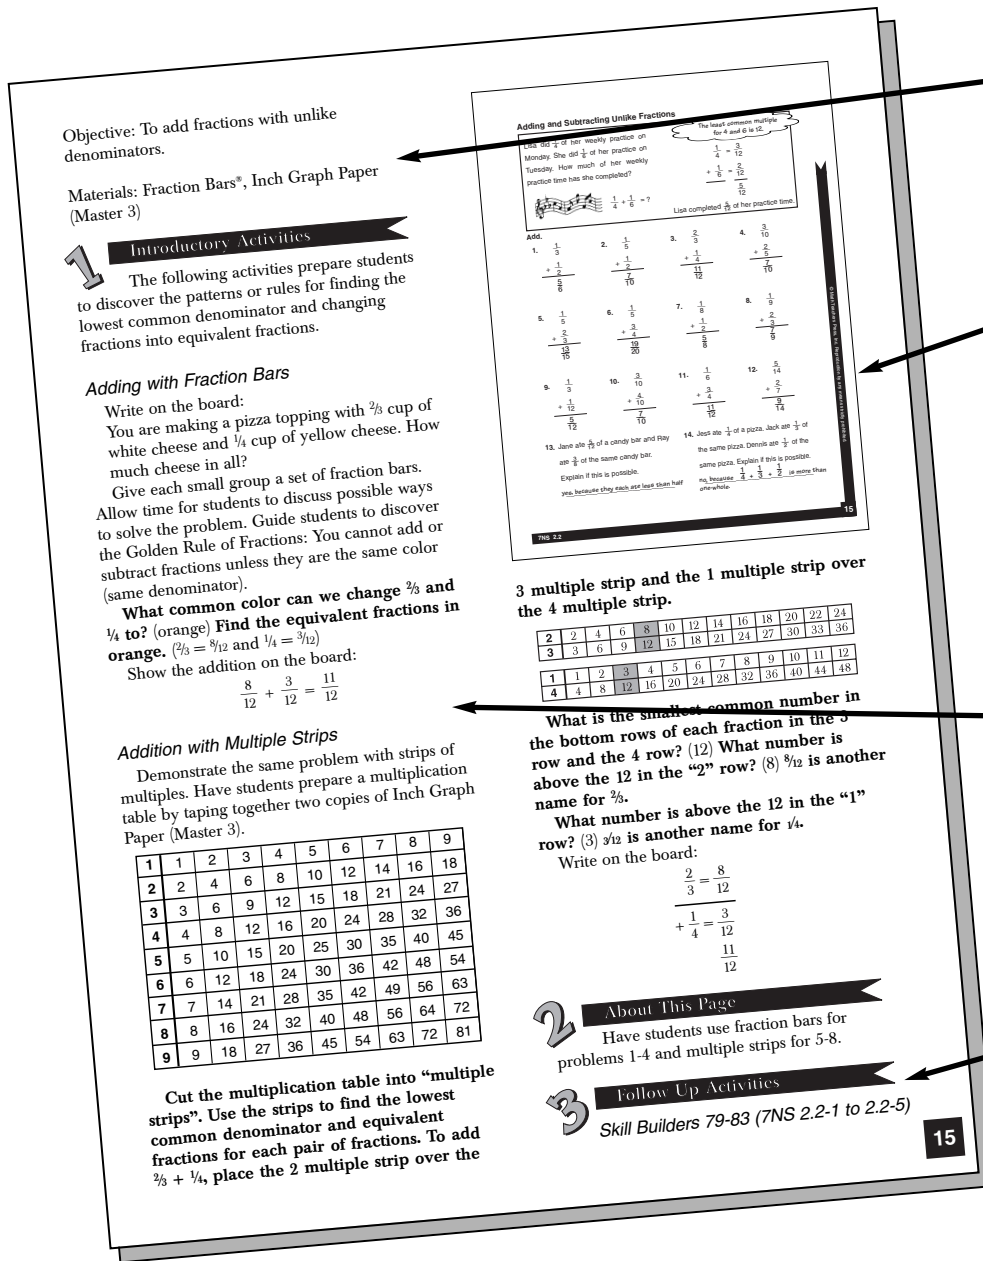 Objective: To add fractions with unlike
denominators.
Materials: Fraction Bars®, Inch Graph Paper
(Master 3)
1 Introductory Activities
The following activities prepare students
to discover the patterns or rules for finding the
lowest common denominator and changing
fractions into equivalent fractions.
Adding with Fraction Bars
Write on the board:
You are making a pizza topping with ⅔ cup of
white cheese and ¼ cup of yellow cheese. How
much cheese in all?
Give each small group a set of fraction bars.
Allow time for students to discuss possible ways
to solve the problem. Guide students to discover
the Golden Rule of Fractions: You cannot add or
subtract fractions unless they are the same color
(same denominator).
What common color can we change ⅔ and
¼ to? (orange) Find the equivalent fractions in
orange. (⅔ = 8/12 and ¼ = 3/12)
Show the addition on the board:
8/12 + 3/12 = 11/12
Addition with Multiple Strips
Demonstrate the same problem with strips of
multiples. Have students prepare a multiplication
table by taping together two copies of Inch Graph
Paper (Master 3).
1 1 2 3 4 5 6 7 8 9
2 2 4 6 8 10 12 14 16 18
3 3 6 9 12 15 18 21 24 27
4 4 8 12 16 20 24 28 32 36
5 5 10 15 20 25 30 35 40 45
6 6 12 18 24 30 36 42 48 54
7 7 14 21 28 35 42 49 56 63
8 8 16 24 32 40 48 56 64 72
9 9 18 27 36 45 54 63 72 81
Cut the multiplication table into “multiple
strips”. Use the strips to find the lowest
common denominator and equivalent
fractions for each pair of fractions. To add
⅔ + ¼, place the 2 multiple strip over the
Adding and Subtracting Unlike Fractions
Lisa did 1/4 of her weekly practice on
Monday. She did 1/6 of her practice on
Tuesday. How much of her weekly
practice time has she completed?
1/4 + 1/6 = ?
The least common multiple
for 4 and 6 is 12.
1/4 = 3/12
+ 1/6 = 2/12
5/12
Lisa completed 5/12 of her practice time.
Add.
1. 1/3 + 1/2 5/6
2. 1/5 + 1/2 7/10
3. 2/3 + 1/4 11/12
4. 3/10 + 2/5 7/10
5. 1/5 + 2/3 13/15
6. 1/5 + 3/4 19/20
7. 1/8 + 1/2 5/8
8. 1/9 + 2/3 7/9
9. 1/3 + 1/12 5/12
10. 3/10 + 4/10 7/10
11. 1/6 + 3/4 11/12
12. 5/14 + 2/7 9/14
13. Jane ate 5/12 of a candy bar and Ray
ate 3/8 of the same candy bar.
Explain if this is possible.
yes, because they each ate less than half
14. Jess ate 1/4 of a pizza. Jack ate 1/3 of
the same pizza. Dennis ate 1/2 of the
same pizza. Explain if this is possible.
no, because 1/4 + 1/3 + 1/2 is more than
one-whole.
7NS 2.2
15
3 multiple strip and the 1 multiple strip over
the 4 multiple strip.
2 2 4 6 8 10 12 14 16 18 20 22 24
3 3 6 9 12 15 18 21 24 27 30 33 36
1 1 2 3 4 5 6 7 8 9 10 11 12
4 4 8 12 16 20 24 28 32 36 40 44 48
What is the smallest common number in
the bottom rows of each fraction in the 3
row and the 4 row? (12) What number is
above the 12 in the “2” row? (8) 8/12 is another
name for ⅔.
What number is above the 12 in the “1”
row? (3) 3/12 is another name for ¼.
Write on the board:
2/3 = 8/12
+ 1/4 = 3/12
11/12
2 About This Page
Have students use fraction bars for
problems 1-4 and multiple strips for 5-8.
3 Follow Up Activities
Skill Builders 79-83 (7NS 2.2-1 to 2.2-5)
15